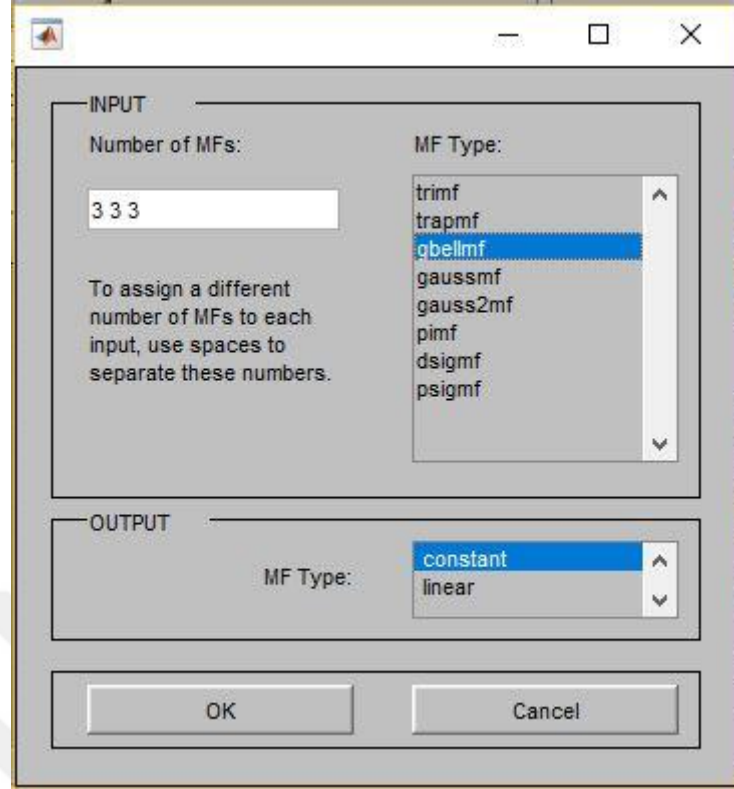 INPUT
Number of MFs:
3 3 3
To assign a different
number of MFs to each
input, use spaces to
separate these numbers.
MF Type:
trimf
trapmf
gbellmf
gaussmf
gauss2mf
pimf
dsigmf
psigmf
OUTPUT
MF Type:
constant
linear
OK
Cancel